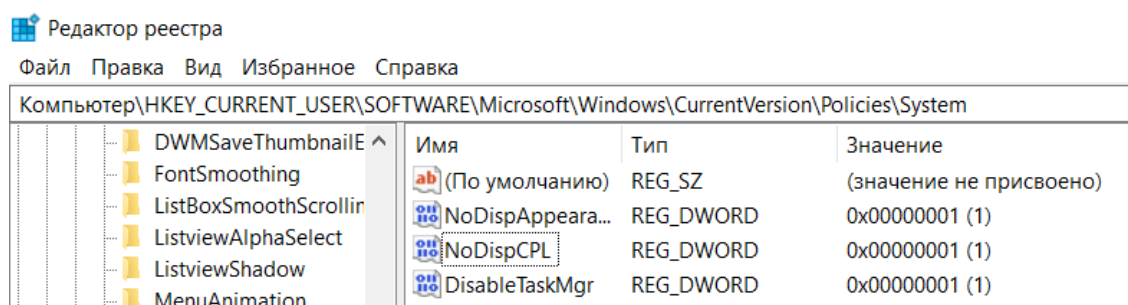 Редактор реестра
Файл Правка Вид Избранное Справка
Компьютер\HKEY_CURRENT_USER\SOFTWARE\Microsoft\Windows\CurrentVersion\Policies\System
DWMSaveThumbnailE
FontSmoothing
ListBoxSmoothScrollin
ListviewAlphaSelect
ListviewShadow
MenuAnimation
Имя Тип Значение
ab (По умолчанию) REG_SZ (значение не присвоено)
NoDispAppeara... REG_DWORD 0x00000001 (1)
NoDispCPL REG_DWORD 0x00000001 (1)
DisableTaskMgr REG_DWORD 0x00000001 (1)